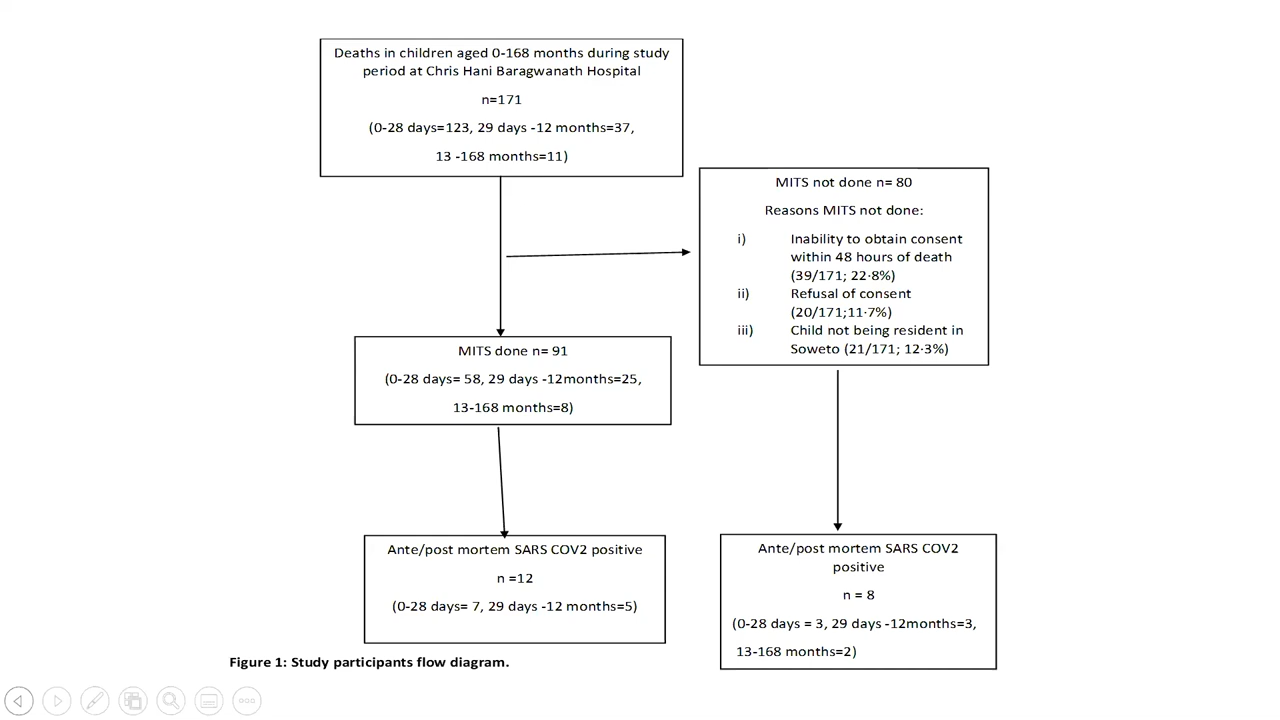 Deaths in children aged 0-168 months during study
period at Chris Hani Baragwanath Hospital
n=171
(0-28 days=123, 29 days -12 months=37,
13 -168 months=11)
MITS not done n= 80
Reasons MITS not done:
i) Inability to obtain consent
within 48 hours of death
(39/171; 22·8%)
ii) Refusal of consent
(20/171;11·7%)
iii) Child not being resident in
Soweto (21/171; 12·3%)
MITS done n= 91
(0-28 days= 58, 29 days -12months=25,
13-168 months=8)
Ante/post mortem SARS COV2 positive
n =12
(0-28 days= 7, 29 days -12 months=5)
Ante/post mortem SARS COV2
positive
n = 8
(0-28 days = 3, 29 days -12months=3,
13-168 months=2)
Figure 1: Study participants flow diagram.